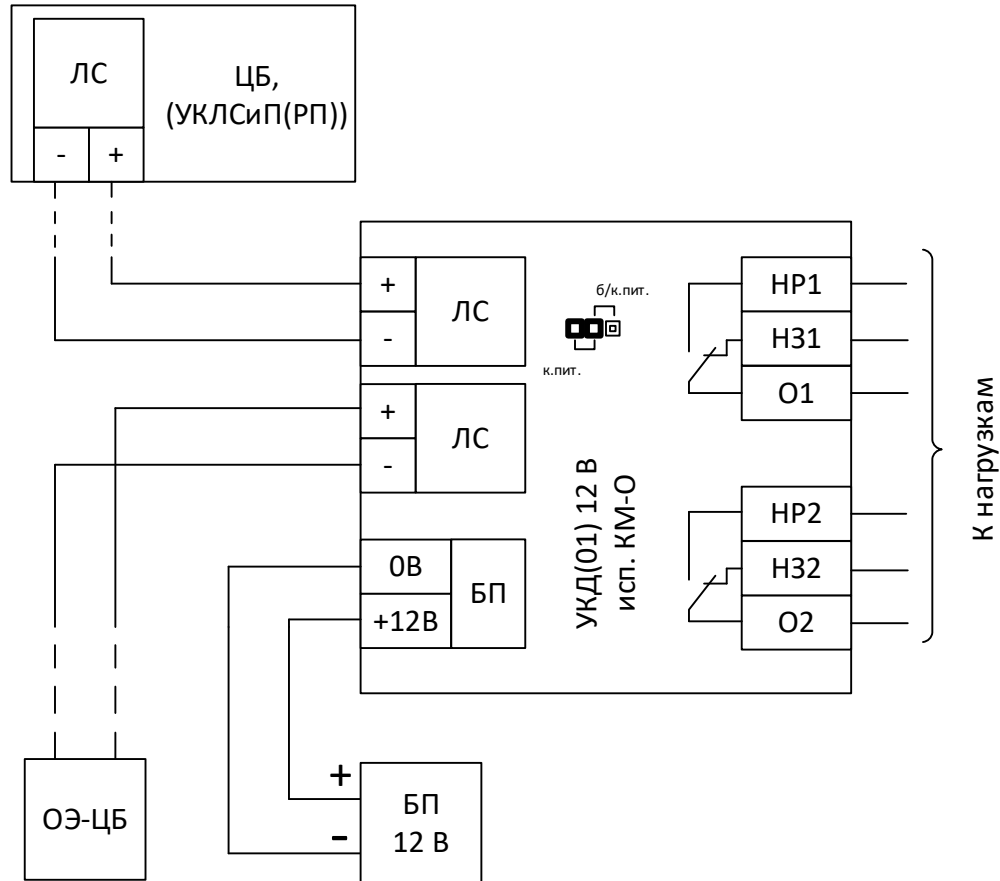 ЛС
ЦБ,
(УКЛСиП(РП))
- +
+
-
ЛС
б/к.пит.
к.пит.
НР1
НЗ1
О1
+
-
ЛС
УКД(01) 12 В
исп. КМ-О
0В
+12В
БП
НР2
НЗ2
О2
К нагрузкам
ОЭ-ЦБ
+
-
БП
12 В